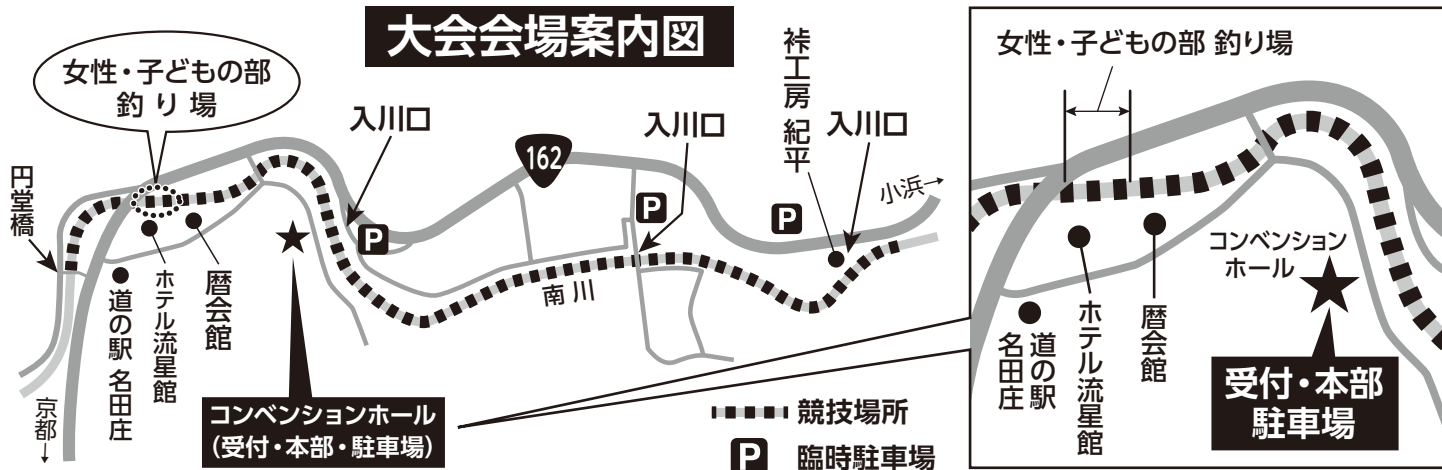 大会会場案内図
女性・子どもの部
釣り場
円堂橋
入川口
162
入川口
裃工房 紀平
入川口
小浜→
P
P
P
道の駅 名田庄
ホテル流星館
暦会館
南川
京都→
コンベンションホール
(受付・本部・駐車場)
競技場所
P 臨時駐車場
女性・子どもの部 釣り場
コンベンション
ホール
道の駅
名田庄
ホテル流星館
暦会館
受付・本部
駐車場